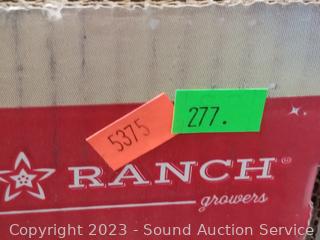 5375
277.
RANCH®
growers
Copyright 2023 - Sound Auction Service